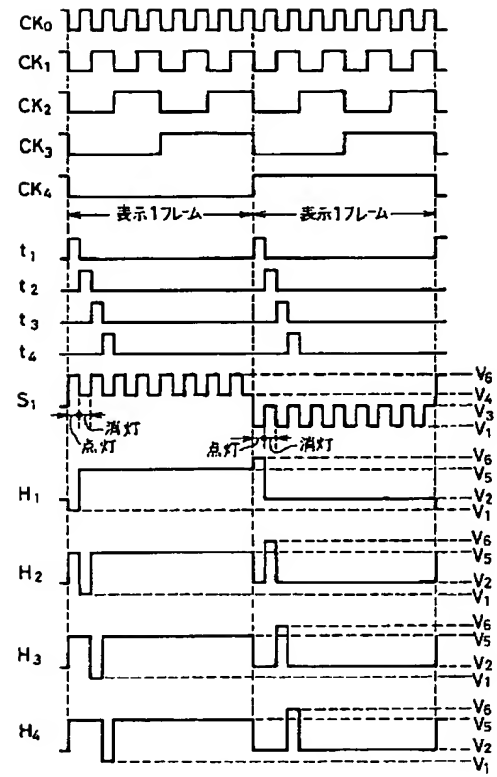 CK0
CK1
CK2
CK3
CK4
表示1フレーム 表示1フレーム
t1
t2
t3
t4
S1
V6
V4
V3
V1
点灯 消灯 点灯 消灯
H1
V6
V5
V2
V1
H2
V6
V5
V2
V1
H3
V6
V5
V2
V1
H4
V6
V5
V2
V1